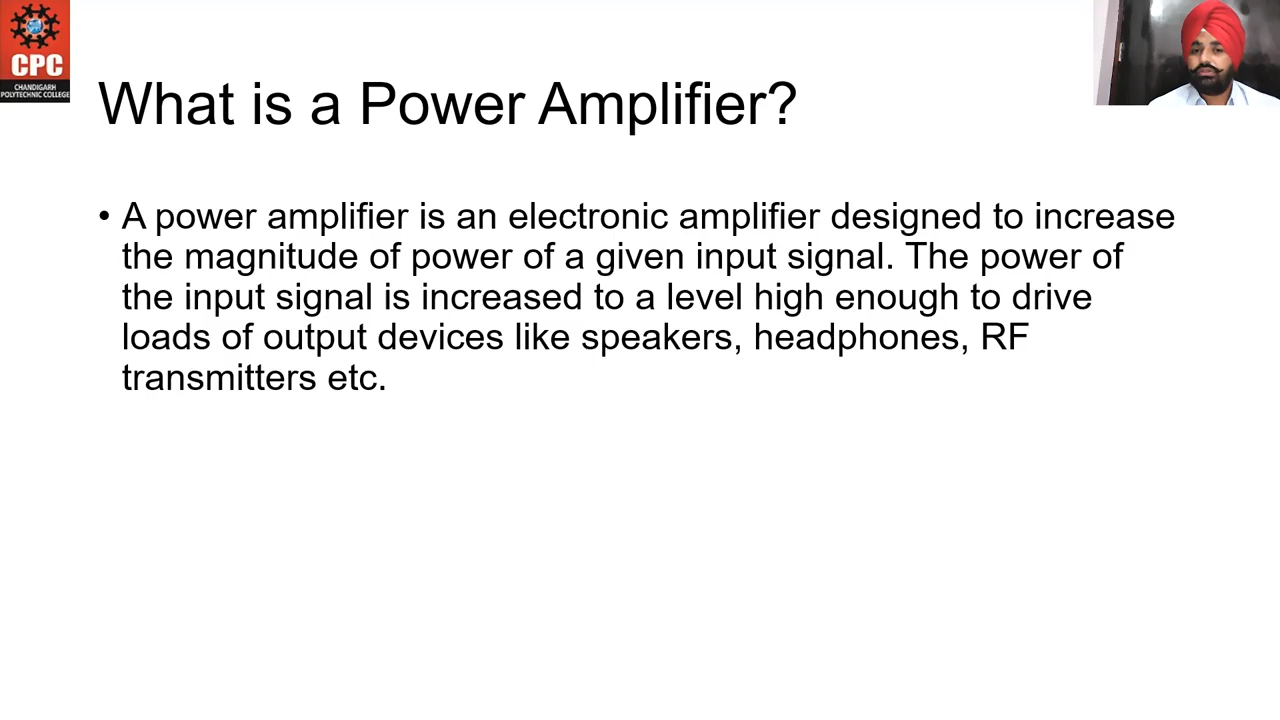 CPC
CHANDIGARH
POLYTECHNIC COLLEGE
What is a Power Amplifier?
• A power amplifier is an electronic amplifier designed to increase
the magnitude of power of a given input signal. The power of
the input signal is increased to a level high enough to drive
loads of output devices like speakers, headphones, RF
transmitters etc.